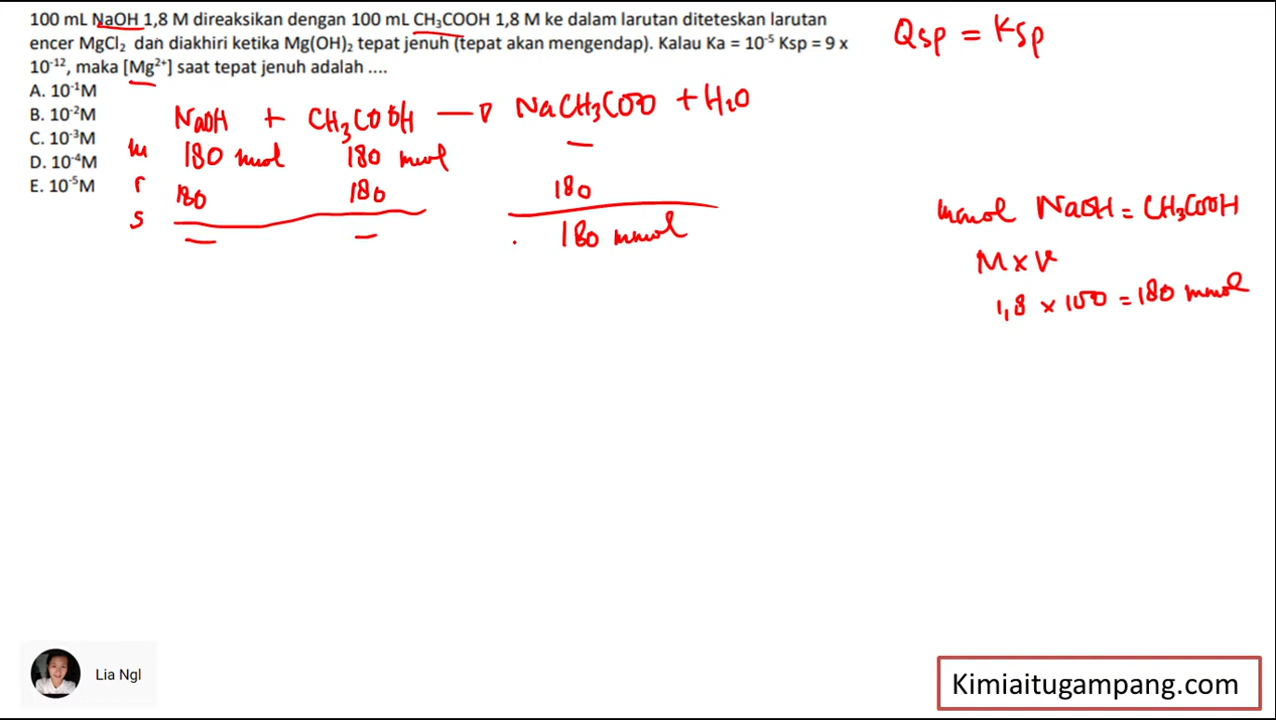 100 mL NaOH 1,8 M direaksikan dengan 100 mL CH₃COOH 1,8 M ke dalam larutan diteteskan larutan
encer MgCl₂ dan diakhiri ketika Mg(OH)₂ tepat jenuh (tepat akan mengendap). Kalau Ka = 10⁻⁵ Ksp = 9 x
10⁻¹², maka [Mg²⁺] saat tepat jenuh adalah ....
A. 10⁻¹M
B. 10⁻²M
C. 10⁻³M
D. 10⁻⁴M
E. 10⁻⁵M
Qsp = Ksp
NaOH + CH₃COOH → NaCH₃COO + H₂O
m 180 mmol 180 mmol —
r 180 180 180
s — — 180 mmol
mmol NaOH = CH₃COOH
M x V
1,8 x 100 = 180 mmol
Lia Ngl
Kimiaitugampang.com